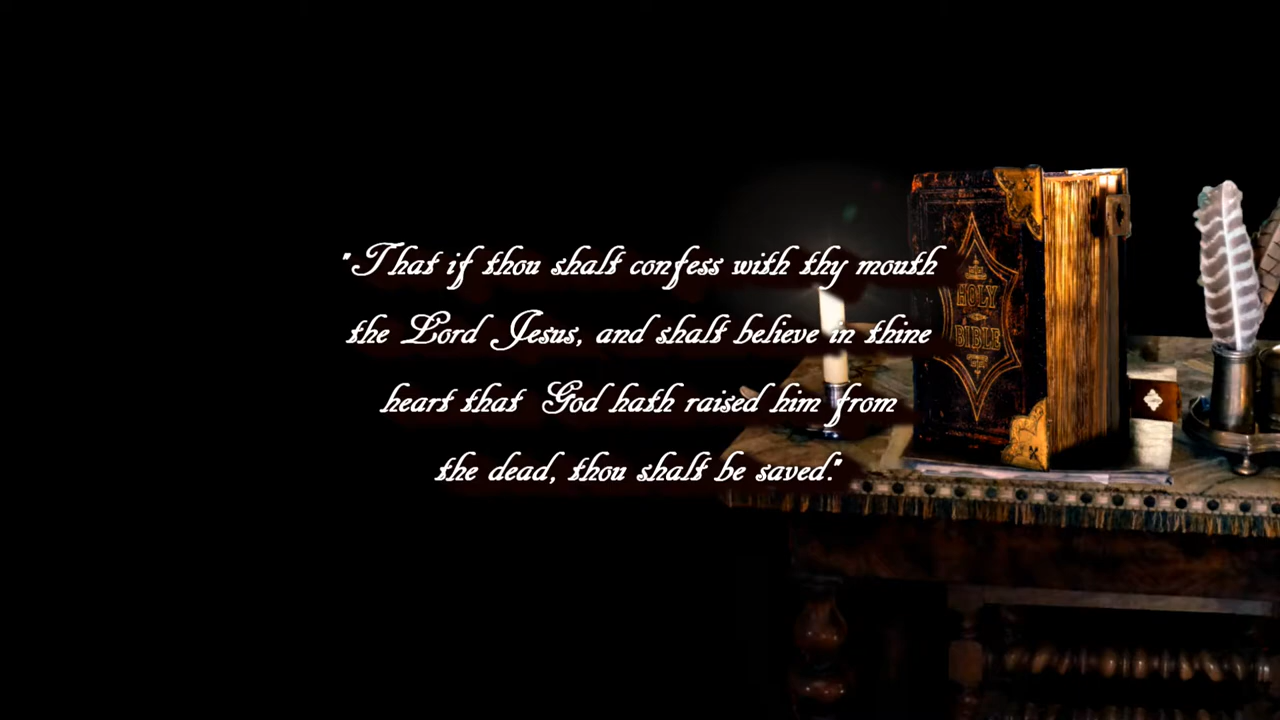 "That if thou shalt confess with thy mouth
the Lord Jesus, and shalt believe in thine
heart that God hath raised him from
the dead, thou shalt be saved."
HOLY
BIBLE